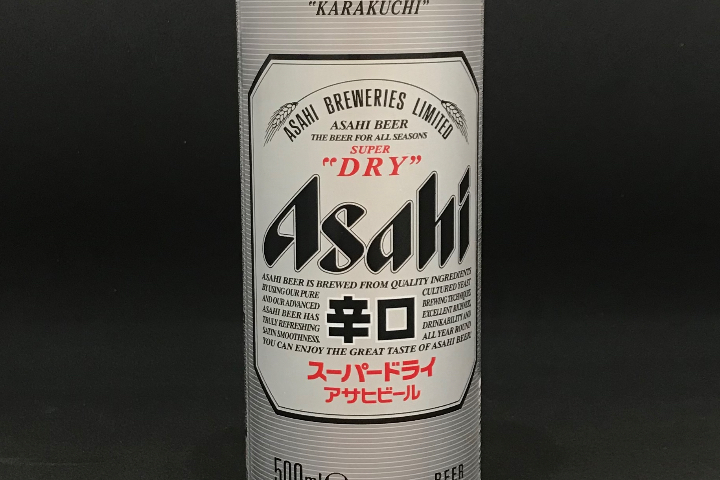 "KARAKUCHI"
ASAHI BREWERIES LIMITED
ASAHI BEER
THE BEER FOR ALL SEASONS
SUPER
"DRY"
Asahi
ASAHI BEER IS BREWED FROM QUALITY INGREDIENTS
BY USING OUR PURE
AND OUR ADVANCED
ASAHI BEER HAS
TRULY REFRESHING
SATIN SMOOTHNESS.
CULTURED YEAST
BREWING TECHNIQUES.
EXCELLENT RICHNESS,
DRINKABILITY AND
ALL YEAR ROUND
辛口
YOU CAN ENJOY THE GREAT TASTE OF ASAHI BEER.
スーパードライ
アサヒビール
500ml
BEER